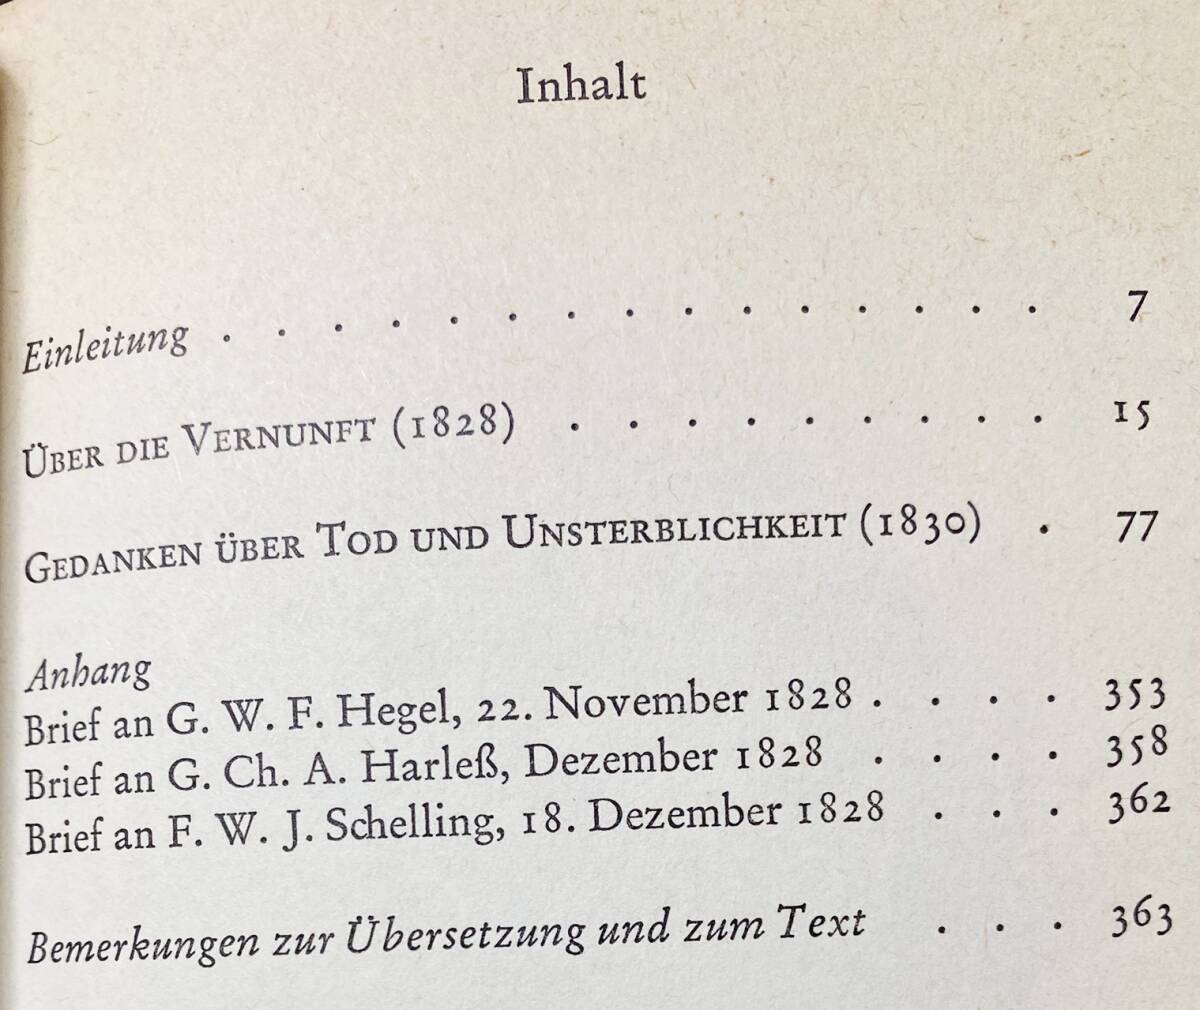 Inhalt
Einleitung . . . . . . . . . . . . . . . 7
Über die Vernunft (1828) . . . . . . . . . 15
Gedanken über Tod und Unsterblichkeit (1830) . 77
Anhang
Brief an G. W. F. Hegel, 22. November 1828 . . . . 353
Brief an G. Ch. A. Harleß, Dezember 1828 . . . . 358
Brief an F. W. J. Schelling, 18. Dezember 1828 . . . 362
Bemerkungen zur Übersetzung und zum Text . . . 363